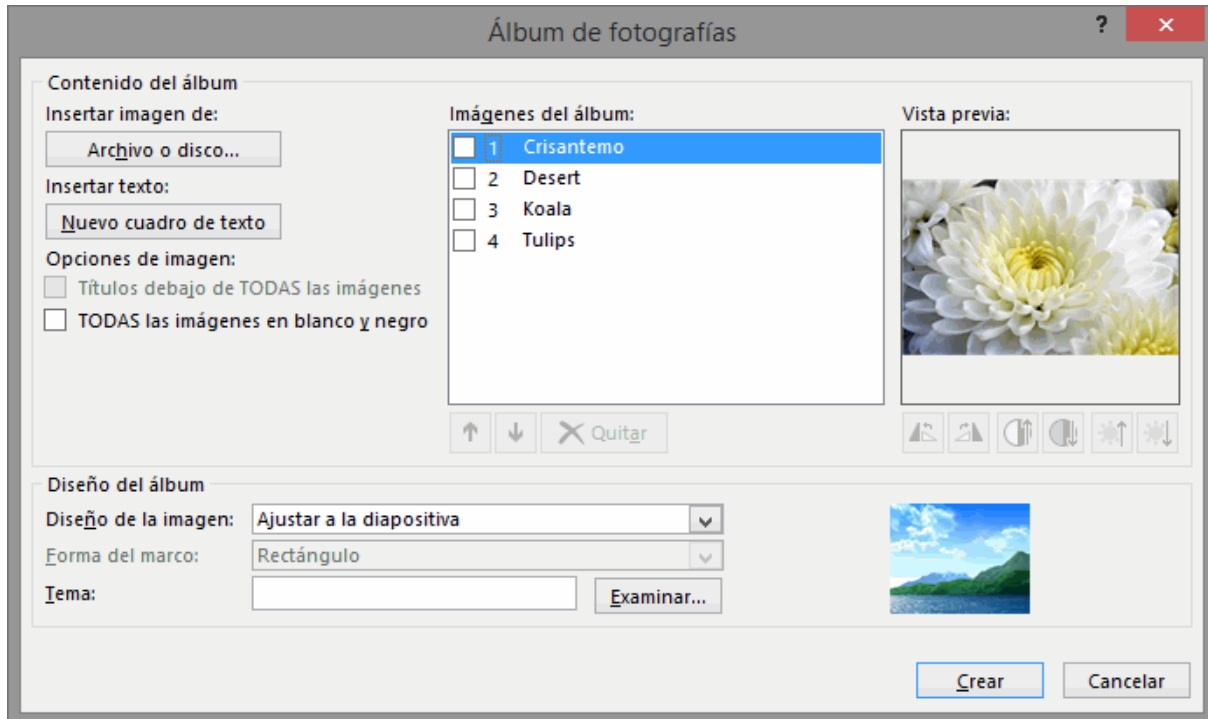 Álbum de fotografías
?
Contenido del álbum
Insertar imagen de:
Archivo o disco...
Insertar texto:
Nuevo cuadro de texto
Opciones de imagen:
Títulos debajo de TODAS las imágenes
TODAS las imágenes en blanco y negro
Imágenes del álbum:
1 Crisantemo
2 Desert
3 Koala
4 Tulips
Quitar
Vista previa:
Diseño del álbum
Diseño de la imagen: Ajustar a la diapositiva
Forma del marco: Rectángulo
Tema: Examinar...
Crear Cancelar